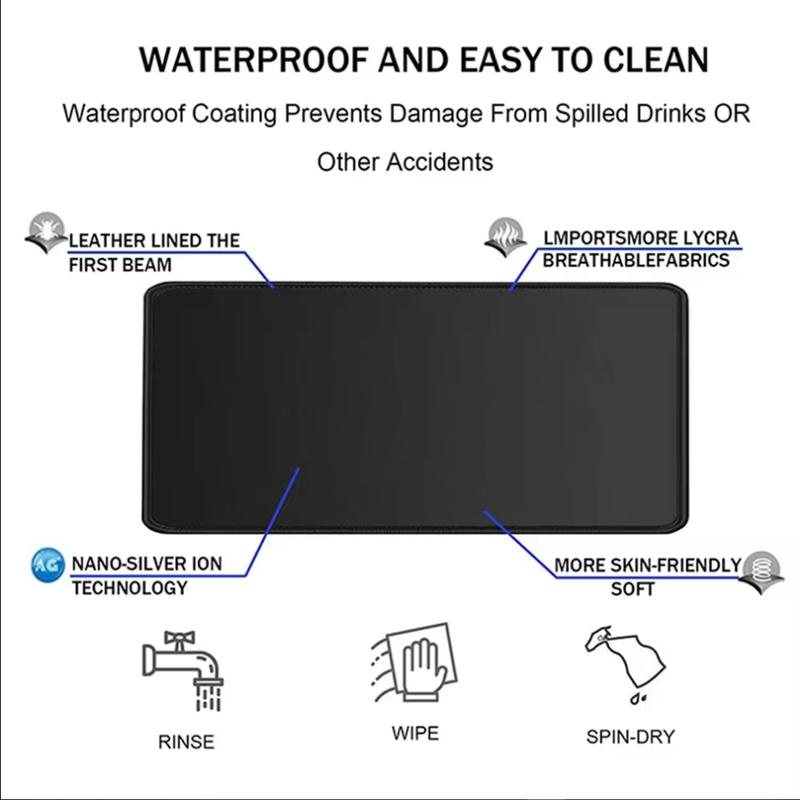 WATERPROOF AND EASY TO CLEAN
Waterproof Coating Prevents Damage From Spilled Drinks OR
Other Accidents
LEATHER LINED THE
FIRST BEAM
LMPORTSMORE LYCRA
BREATHABLEFABRICS
AG
NANO-SILVER ION
TECHNOLOGY
MORE SKIN-FRIENDLY
SOFT
RINSE
WIPE
SPIN-DRY